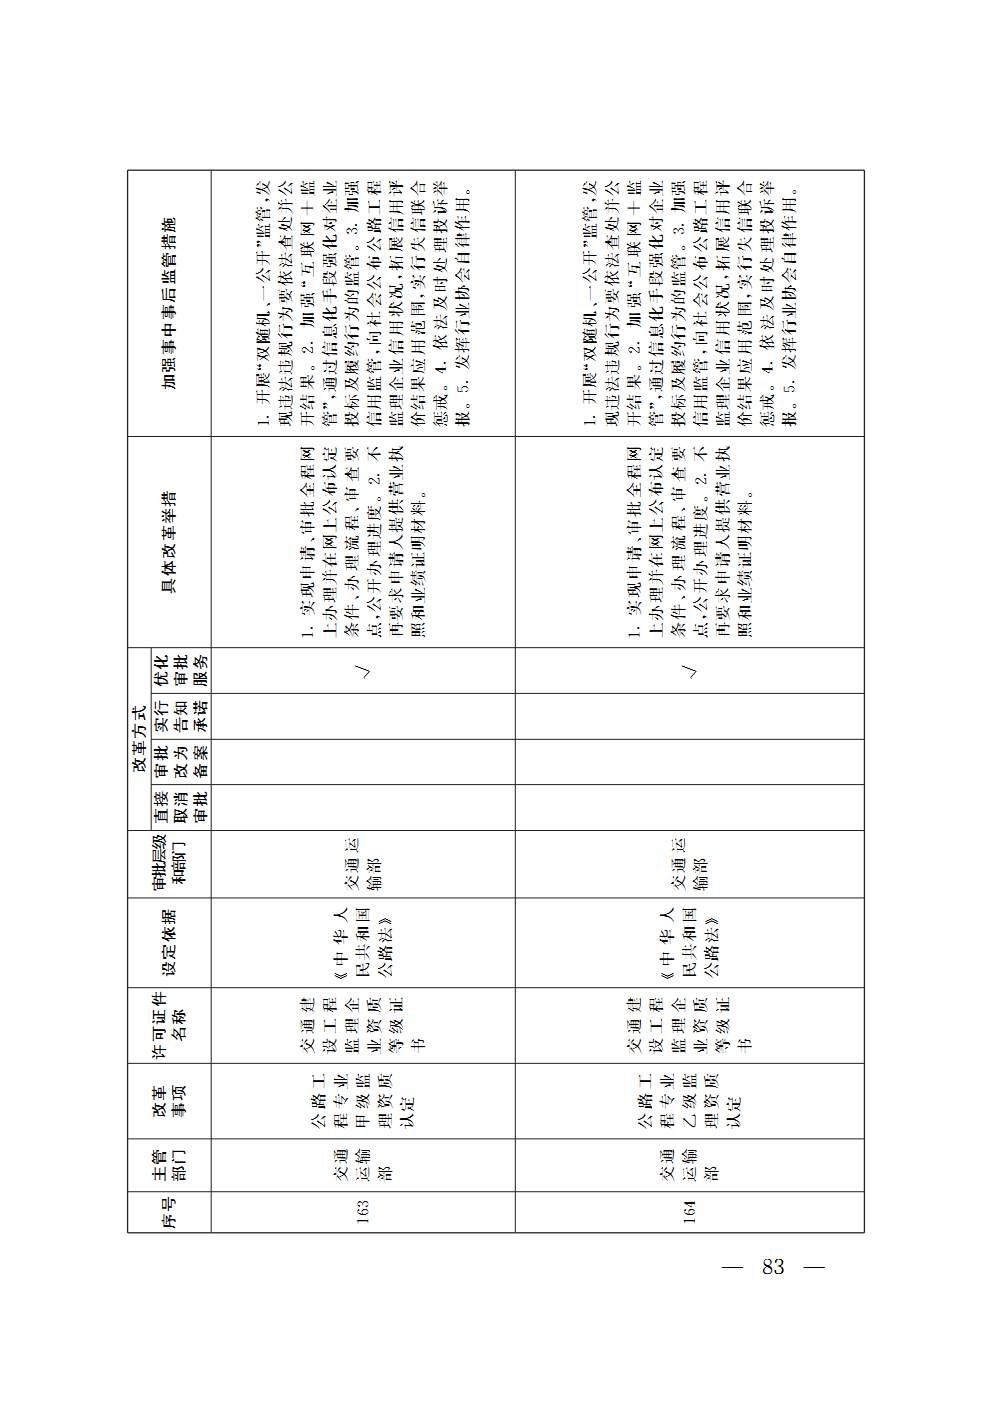 序号
主管
部门
改革
事项
许可证件
名称
设定依据
审批层级
和部门
改革方式
直接
取消
审批
审批
改为
备案
实行
告知
承诺
优化
审批
服务
具体改革举措
加强事中事后监管措施
163
交通
运输
部
公路工
程专业
甲级监
理资质
认定
交通建
设工程
监理企
业资质
等级证
书
《中华人
民共和国
公路法》
交通运
输部
√
1. 实现申请、审批全程网
上办理并在网上公布认定
条件、办理流程、审查要
点,公开办理进度。2. 不
再要求申请人提供营业执
照和业绩证明材料。
1. 开展“双随机、一公开”监管,发
现违法违规行为要依法查处并公
开结果。2. 加强“互联网＋监
管”,通过信息化手段强化对企业
投标及履约行为的监管。3. 加强
信用监管,向社会公布公路工程
监理企业信用状况,拓展信用评
价结果应用范围,实行失信联合
惩戒。4. 依法及时处理投诉举
报。5. 发挥行业协会自律作用。
164
交通
运输
部
公路工
程专业
乙级监
理资质
认定
交通建
设工程
监理企
业资质
等级证
书
《中华人
民共和国
公路法》
交通运
输部
√
1. 实现申请、审批全程网
上办理并在网上公布认定
条件、办理流程、审查要
点,公开办理进度。2. 不
再要求申请人提供营业执
照和业绩证明材料。
1. 开展“双随机、一公开”监管,发
现违法违规行为要依法查处并公
开结果。2. 加强“互联网＋监
管”,通过信息化手段强化对企业
投标及履约行为的监管。3. 加强
信用监管,向社会公布公路工程
监理企业信用状况,拓展信用评
价结果应用范围,实行失信联合
惩戒。4. 依法及时处理投诉举
报。5. 发挥行业协会自律作用。
— 83 —